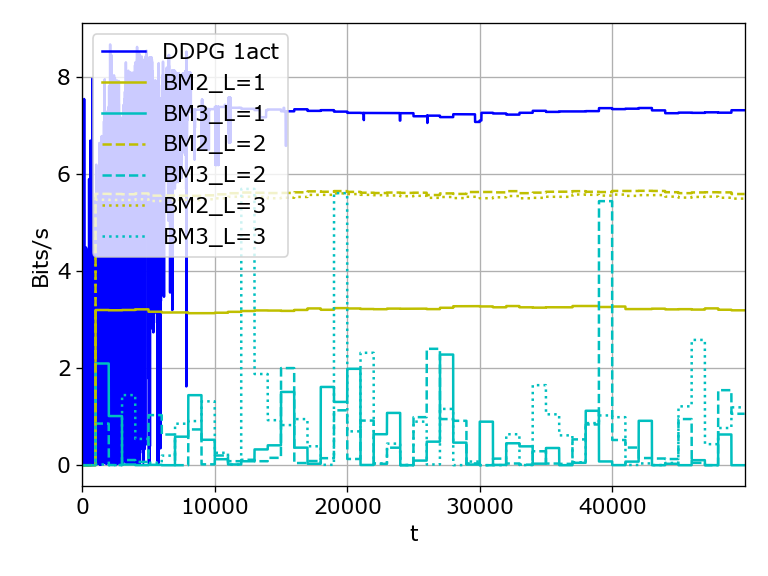 DDPG 1act
BM2_L=1
BM3_L=1
BM2_L=2
BM3_L=2
BM2_L=3
BM3_L=3
Bits/s
8
6
4
2
0
0 10000 20000 30000 40000
t